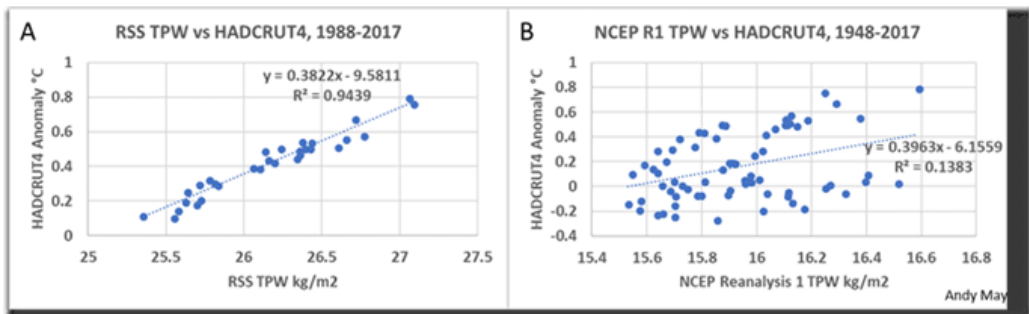 A
RSS TPW vs HADCRUT4, 1988-2017
y = 0.3822x - 9.5811
R² = 0.9439
HADCRUT4 Anomaly °C
1
0.8
0.6
0.4
0.2
0
25
25.5
26
26.5
27
27.5
RSS TPW kg/m2
B
NCEP R1 TPW vs HADCRUT4, 1948-2017
y = 0.3963x - 6.1559
R² = 0.1383
HADCRUT4 Anomaly °C
1
0.8
0.6
0.4
0.2
0
-0.2
-0.4
15.4
15.6
15.8
16
16.2
16.4
16.6
16.8
NCEP Reanalysis 1 TPW kg/m2
Andy May